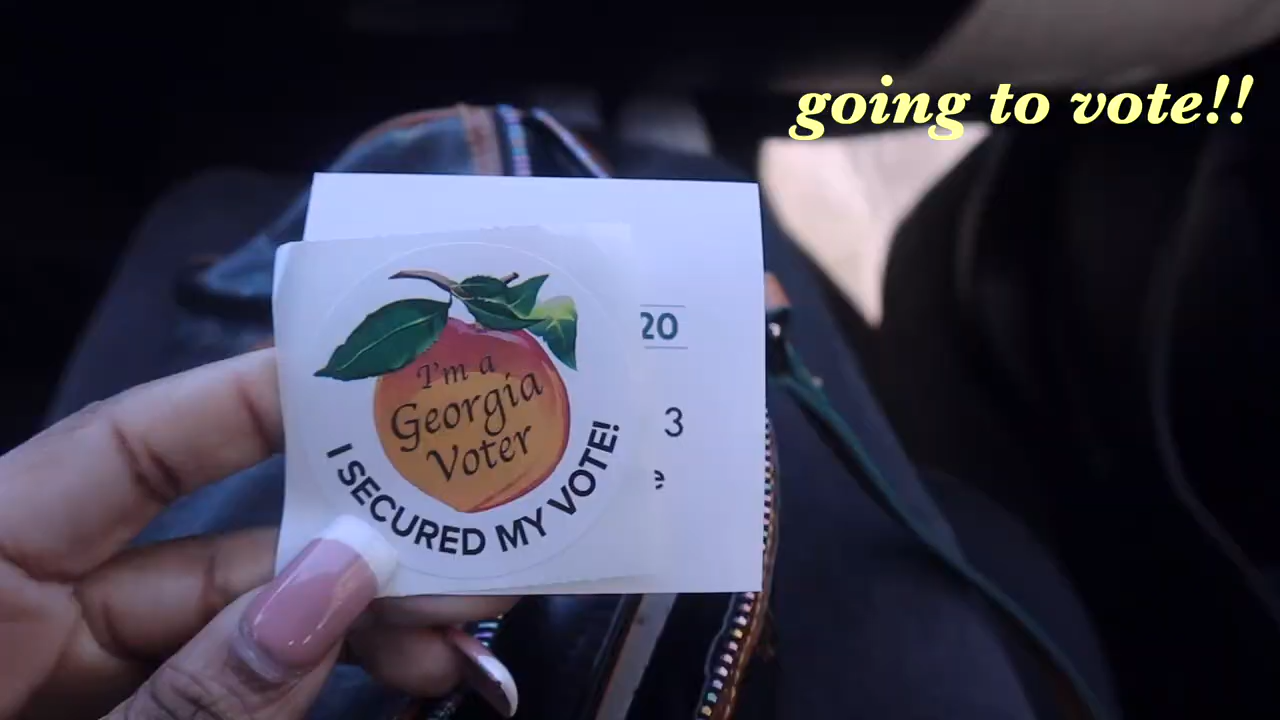 going to vote!!
I'm a
Georgia
Voter
I SECURED MY VOTE!
20
3
e